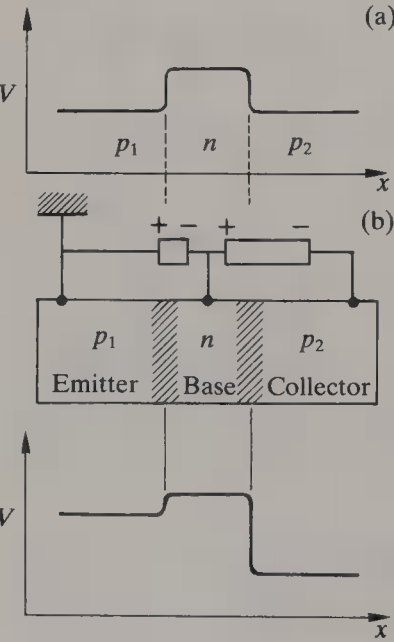 (a)
V
p₁ n p₂
x
(b)
+ − + −
p₁ n p₂
Emitter Base Collector
V
x